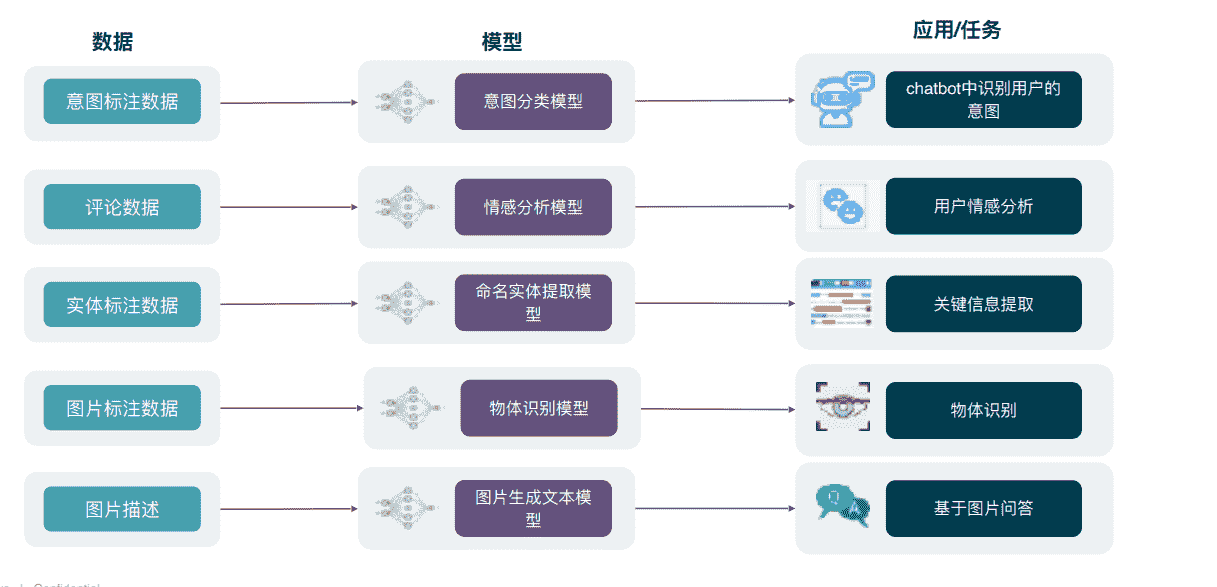 数据
模型
应用/任务
意图标注数据
意图分类模型
chatbot中识别用户的
意图
评论数据
情感分析模型
用户情感分析
实体标注数据
命名实体提取模
型
关键信息提取
图片标注数据
物体识别模型
物体识别
图片描述
图片生成文本模
型
基于图片问答
Q
A